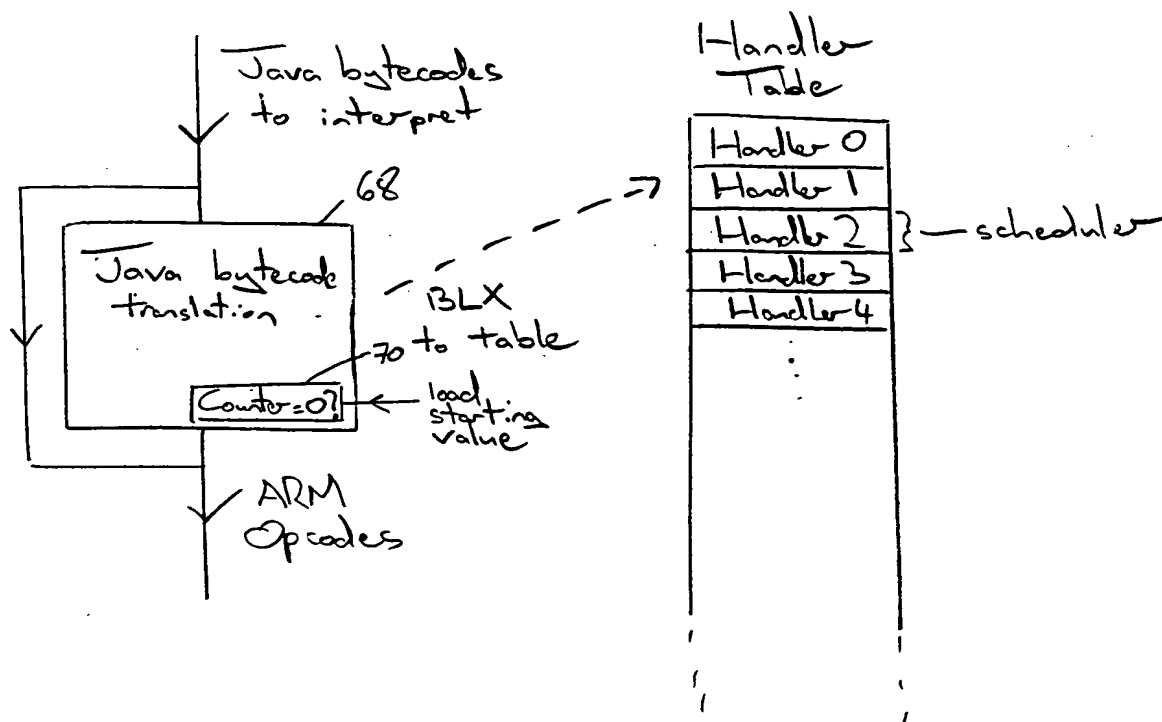 Java bytecodes
to interpret
68
Java bytecode
translation
BLX
to table
70
Counter=0?
load
starting
value
ARM
Opcodes
Handler
Table
Handler 0
Handler 1
Handler 2
scheduler
Handler 3
Handler 4